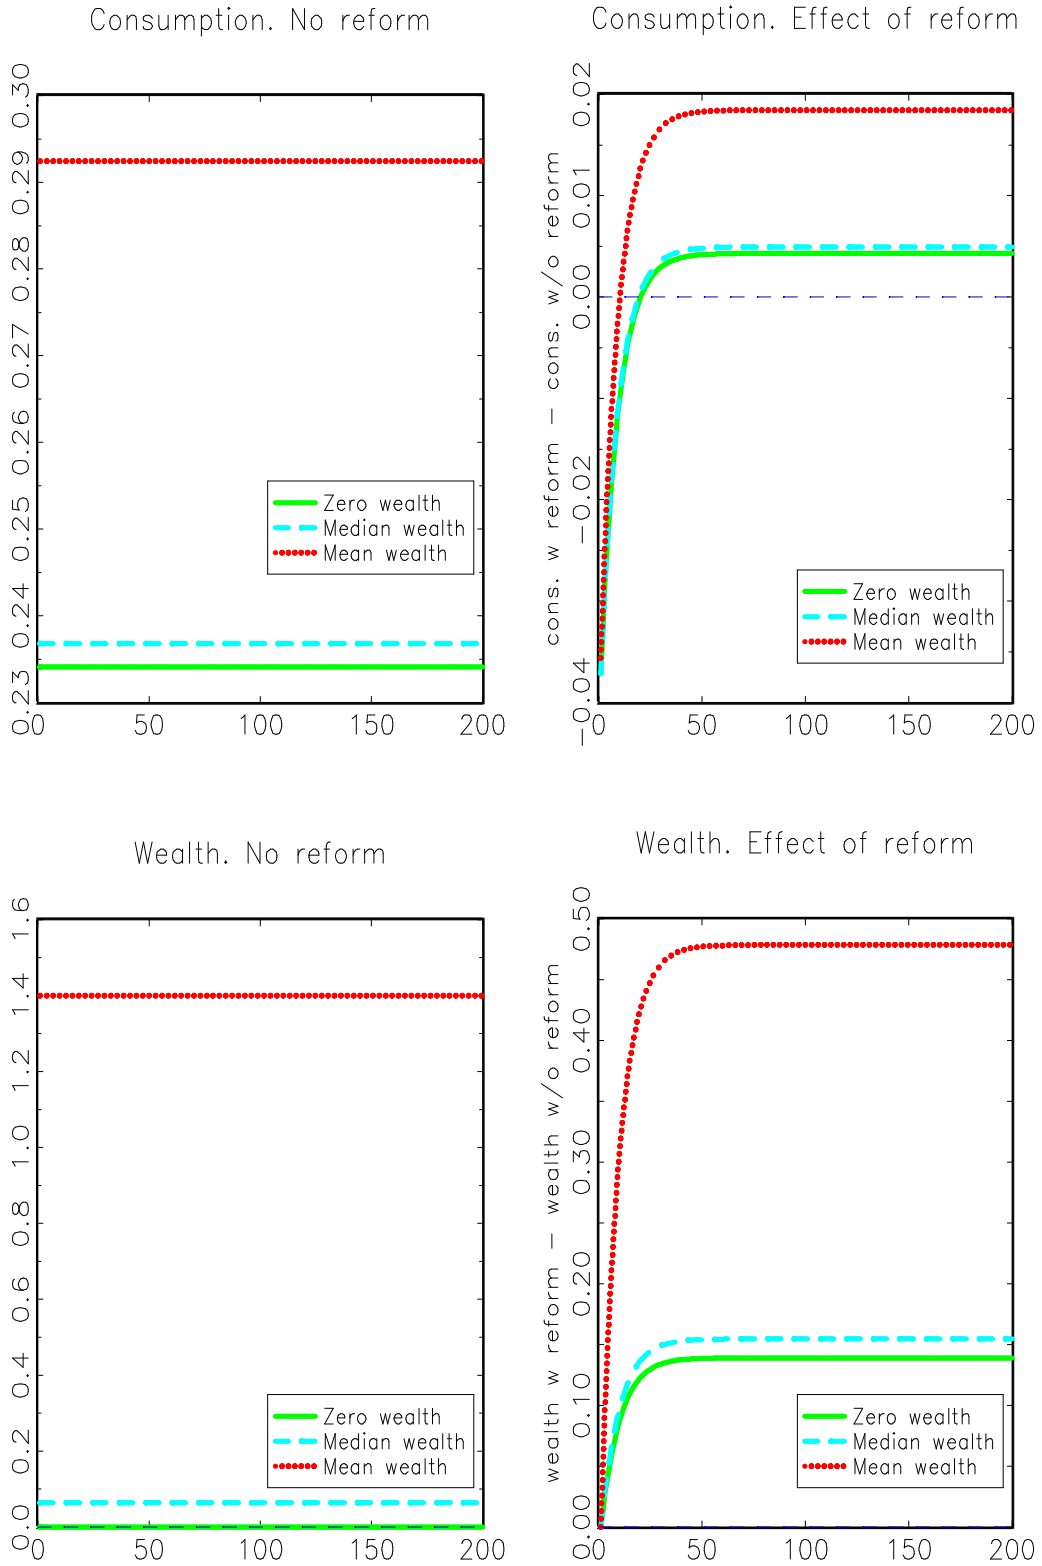 Consumption. No reform
Consumption. Effect of reform
0.30
0.29
0.28
0.27
0.26
0.25
0.24
0.23
0
50
100
150
200
Zero wealth
Median wealth
Mean wealth
cons. w reform – cons. w/o reform
0.02
0.01
0.00
−0.02
−0.04
0
50
100
150
200
Zero wealth
Median wealth
Mean wealth
Wealth. No reform
Wealth. Effect of reform
1.6
1.4
1.2
1.0
0.8
0.6
0.4
0.2
0.0
0
50
100
150
200
Zero wealth
Median wealth
Mean wealth
wealth w reform – wealth w/o reform
0.50
0.40
0.30
0.20
0.10
0.00
0
50
100
150
200
Zero wealth
Median wealth
Mean wealth